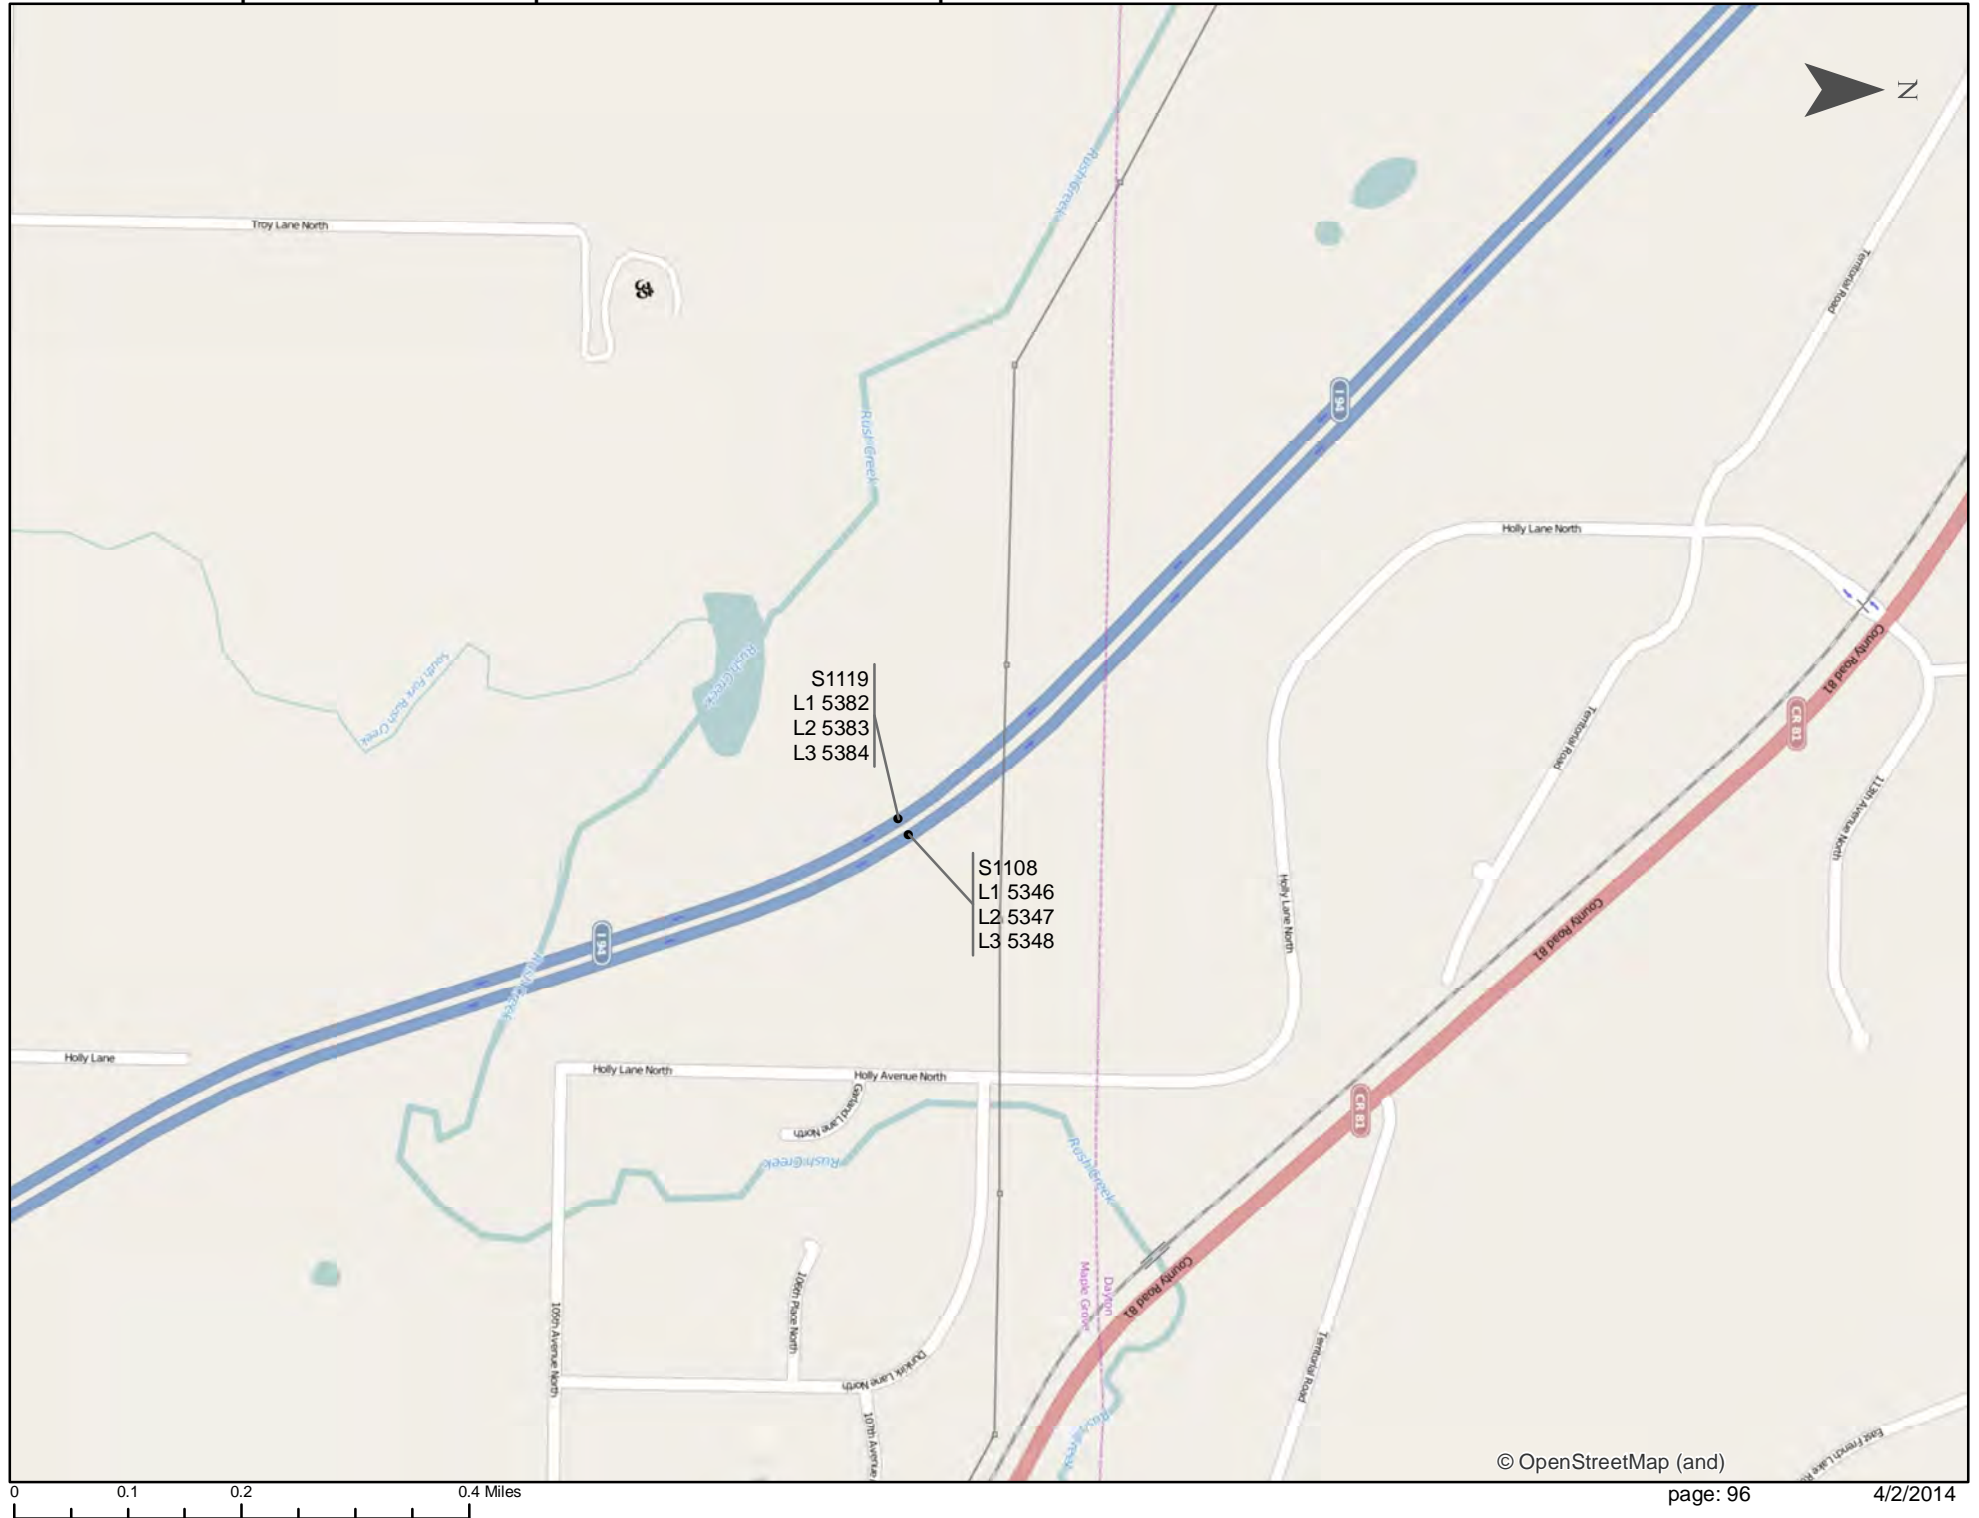 N
Rush Creek
Troy Lane North
Territorial Road
I 94
Rush Creek
Holly Lane North
County Road 81
Rush Creek
South Fork Rush Creek
S1119
L1 5382
L2 5383
L3 5384
CR 81
Territorial Road
113th Avenue North
S1108
L1 5346
L2 5347
L3 5348
Holly Lane North
County Road 81
I 94
Rush Creek
Holly Lane
Holly Lane North
Holly Avenue North
Garland Lane North
CR 81
Rush Creek
Rush Creek
County Road 81
Dayton
Maple Grove
105th Avenue North
106th Place North
Dunkirk Lane North
107th Avenue
Territorial Road
Rush Creek
East French Lake R
© OpenStreetMap (and)
0 0.1 0.2 0.4 Miles
page: 96 4/2/2014